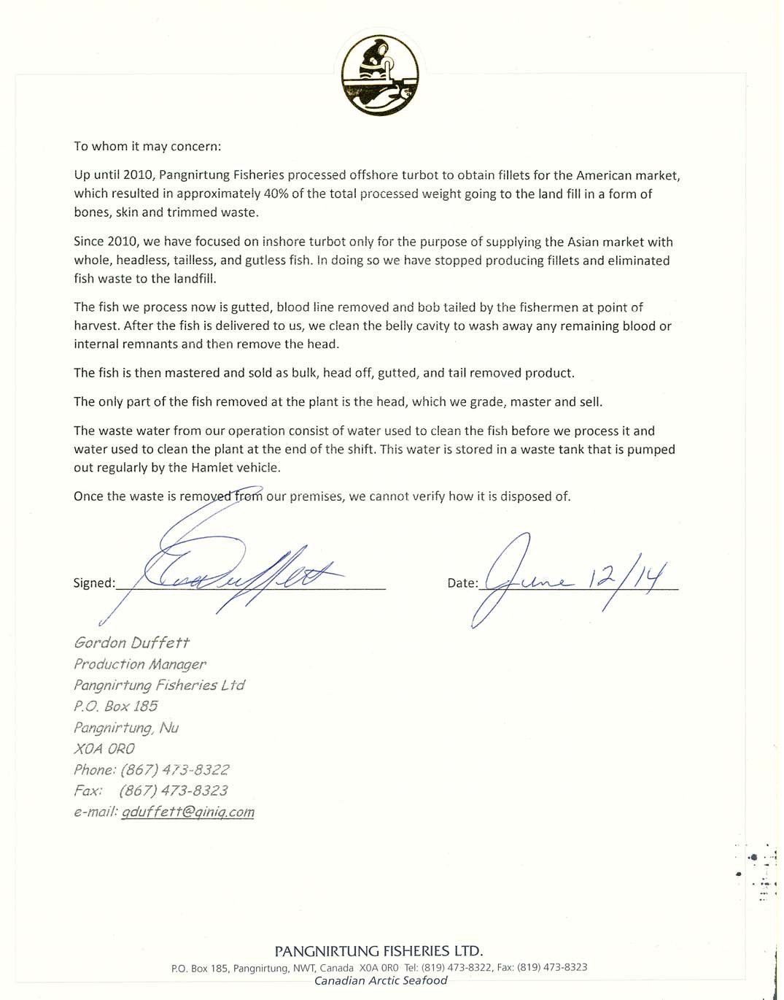 To whom it may concern:
Up until 2010, Pangnirtung Fisheries processed offshore turbot to obtain fillets for the American market,
which resulted in approximately 40% of the total processed weight going to the land fill in a form of
bones, skin and trimmed waste.
Since 2010, we have focused on inshore turbot only for the purpose of supplying the Asian market with
whole, headless, tailless, and gutless fish. In doing so we have stopped producing fillets and eliminated
fish waste to the landfill.
The fish we process now is gutted, blood line removed and bob tailed by the fishermen at point of
harvest. After the fish is delivered to us, we clean the belly cavity to wash away any remaining blood or
internal remnants and then remove the head.
The fish is then mastered and sold as bulk, head off, gutted, and tail removed product.
The only part of the fish removed at the plant is the head, which we grade, master and sell.
The waste water from our operation consist of water used to clean the fish before we process it and
water used to clean the plant at the end of the shift. This water is stored in a waste tank that is pumped
out regularly by the Hamlet vehicle.
Once the waste is removed from our premises, we cannot verify how it is disposed of.
Signed: Duffett Date: June 12/14
Gordon Duffett
Production Manager
Pangnirtung Fisheries Ltd
P.O. Box 185
Pangnirtung, Nu
X0A 0R0
Phone: (867) 473-8322
Fax: (867) 473-8323
e-mail: gduffett@qiniq.com
PANGNIRTUNG FISHERIES LTD.
P.O. Box 185, Pangnirtung, NWT, Canada X0A 0R0 Tel: (819) 473-8322, Fax: (819) 473-8323
Canadian Arctic Seafood